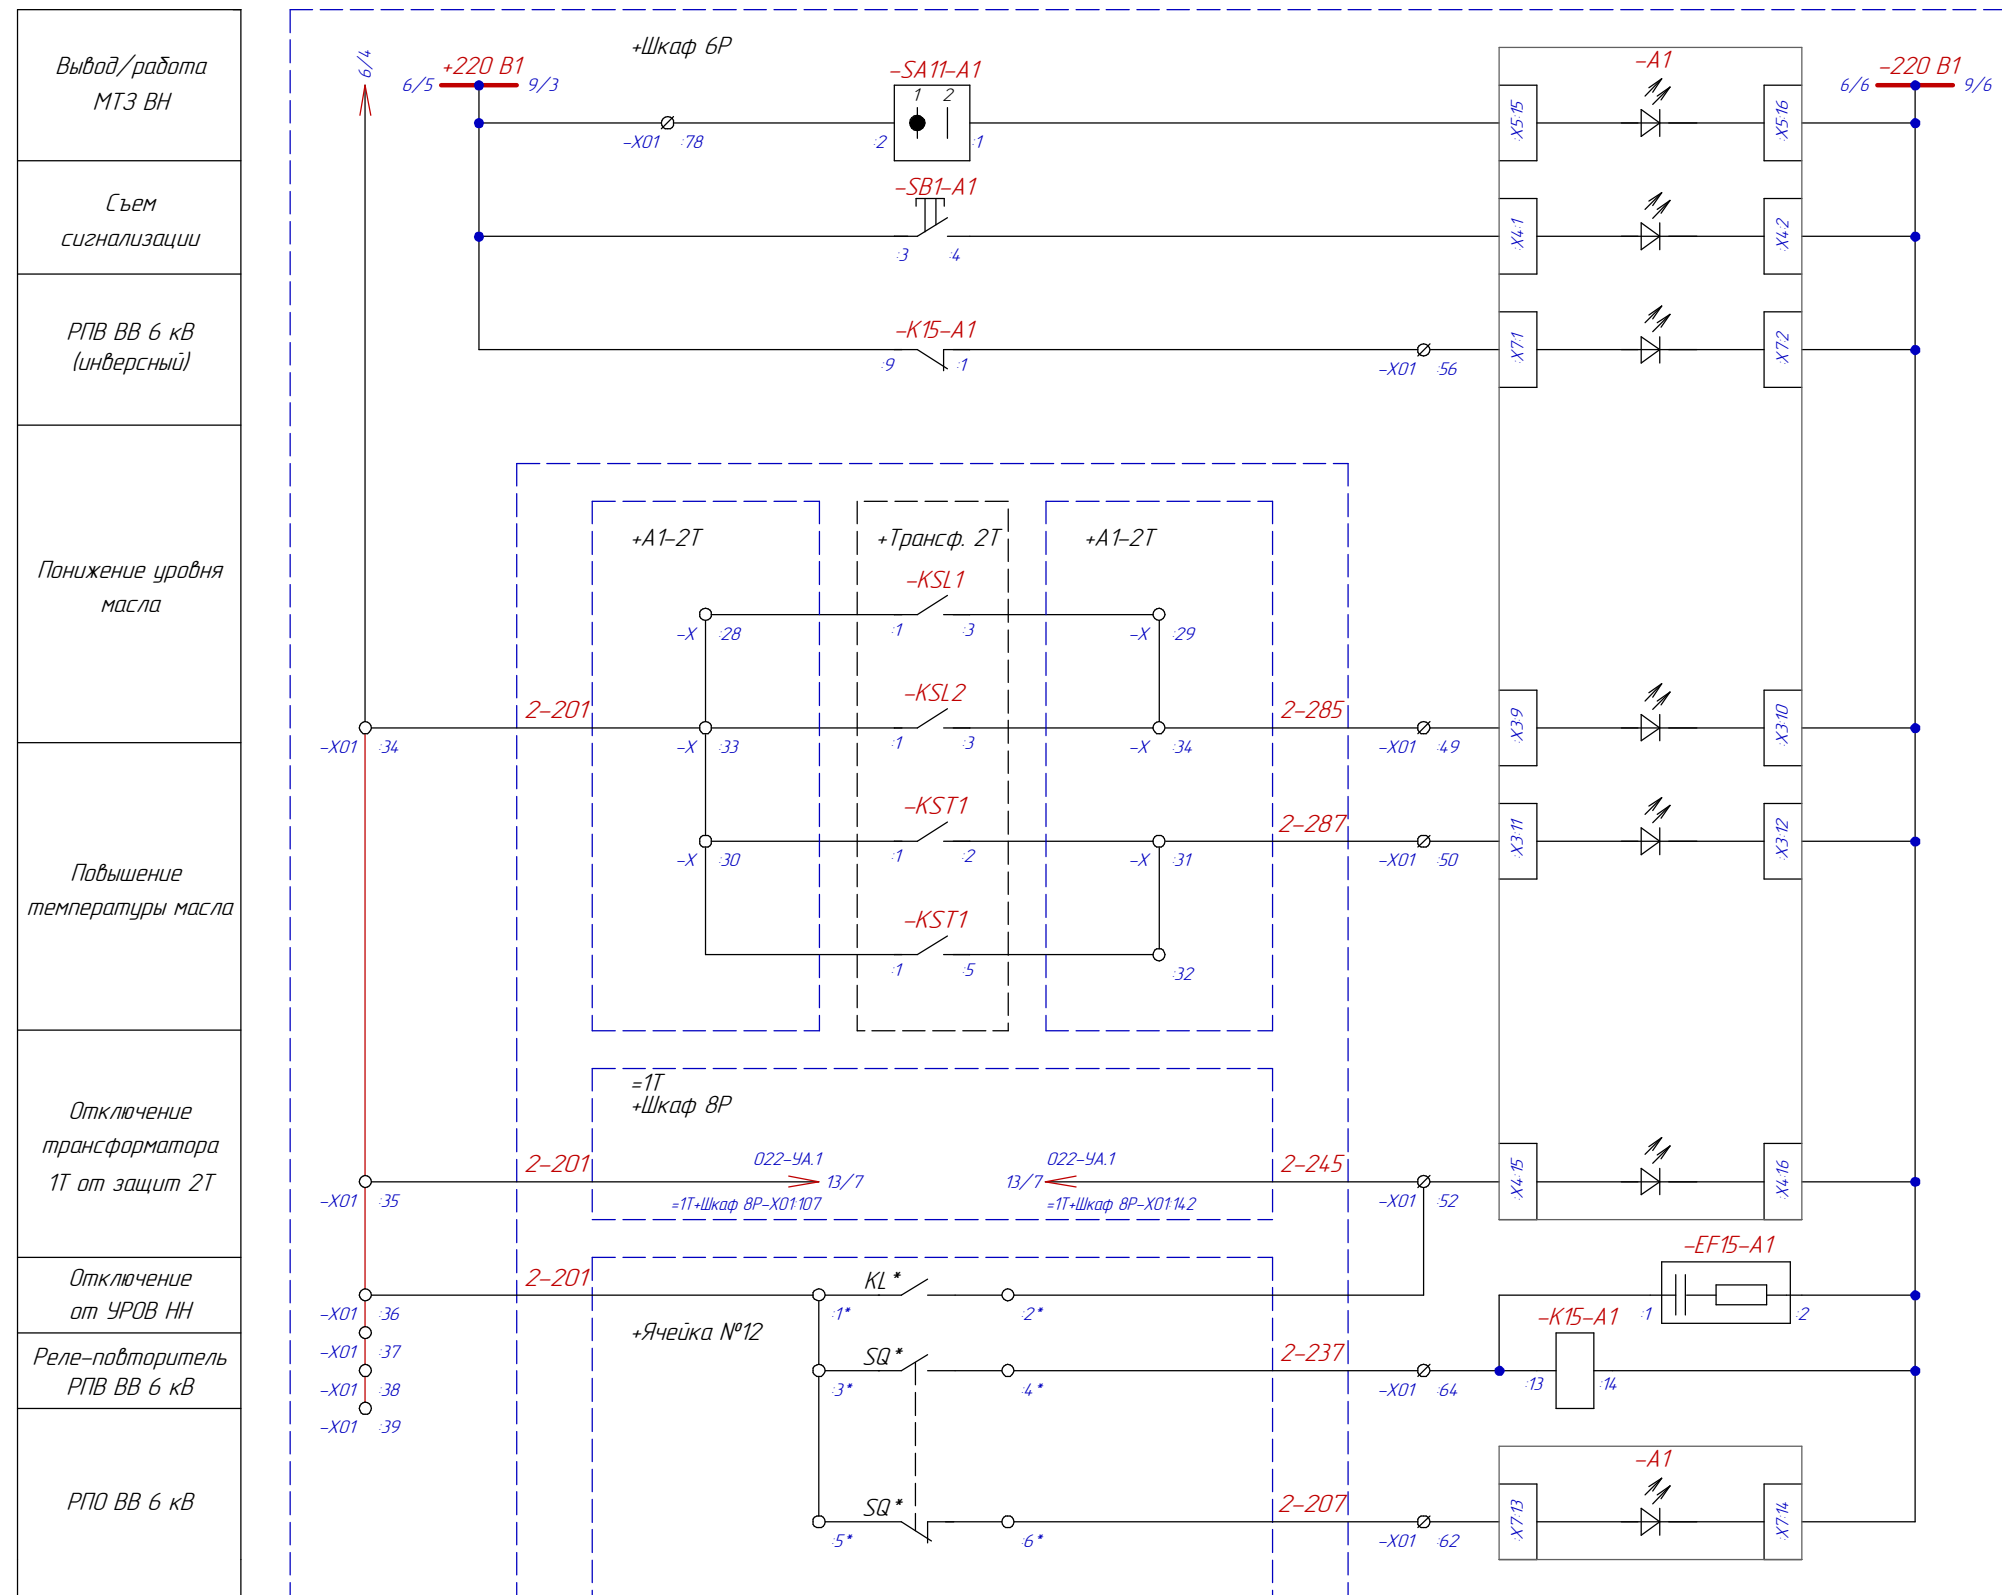 Вывод/работа
МТЗ ВН
Съем
сигнализации
РПВ ВВ 6 кВ
(инверсный)
Понижение уровня
масла
Повышение
температуры масла
Отключение
трансформатора
1Т от защит 2Т
Отключение
от УРОВ НН
Реле-повторитель
РПВ ВВ 6 кВ
РПО ВВ 6 кВ
6/4
+220 В1
6/5
9/3
+Шкаф 6Р
-SA11-A1
1 2
-X01 :78
:2 :1
-A1
:X5:15
:X5:16
-220 В1
6/6
9/6
-SB1-A1
:3 :4
:X4:1
:X4:2
-K15-A1
:9 :1
-X01 :56
:X7:1
:X7:2
+А1-2Т
+Трансф. 2Т
+А1-2Т
-KSL1
-X :28
:1 :3
-X :29
2-201
-KSL2
2-285
-X01 :34
-X :33
:1 :3
-X :34
-X01 :49
:X3:9
:X3:10
-KST1
2-287
-X :30
:1 :2
-X :31
-X01 :50
:X3:11
:X3:12
-KST1
:1 :5
:32
=1Т
+Шкаф 8Р
2-201
022-УА.1
13/7
=1Т+Шкаф 8Р-X01:107
022-УА.1
13/7
=1Т+Шкаф 8Р-X01:142
2-245
-X01 :35
-X01 :52
:X4:15
:X4:16
2-201
KL*
:1* :2*
-X01 :36
-EF15-A1
:1 :2
+Ячейка №12
-X01 :37
SQ*
:3* :4*
2-237
-X01 :38
-X01 :64
-K15-A1
:13 :14
-X01 :39
SQ*
:5* :6*
2-207
-X01 :62
-A1
:X7:13
:X7:14